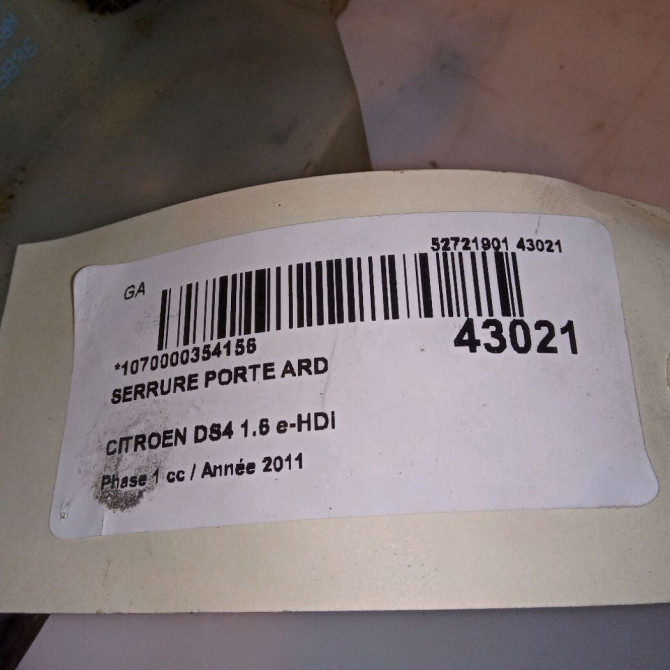 52721901 43021
GA
43021
*1070000354156
SERRURE PORTE ARD
CITROEN DS4 1.6 e-HDI
Phase 1 cc / Année 2011